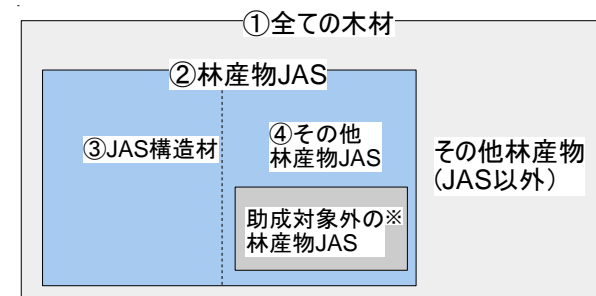 ①全ての木材
②林産物JAS
③JAS構造材
④その他
林産物JAS
助成対象外の※
林産物JAS
その他林産物
(JAS以外)